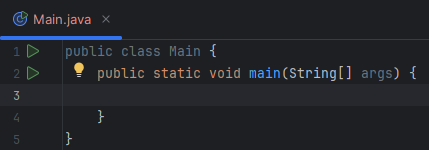 Main.java
1 public class Main {
2 public static void main(String[] args) {
3
4 }
5 }